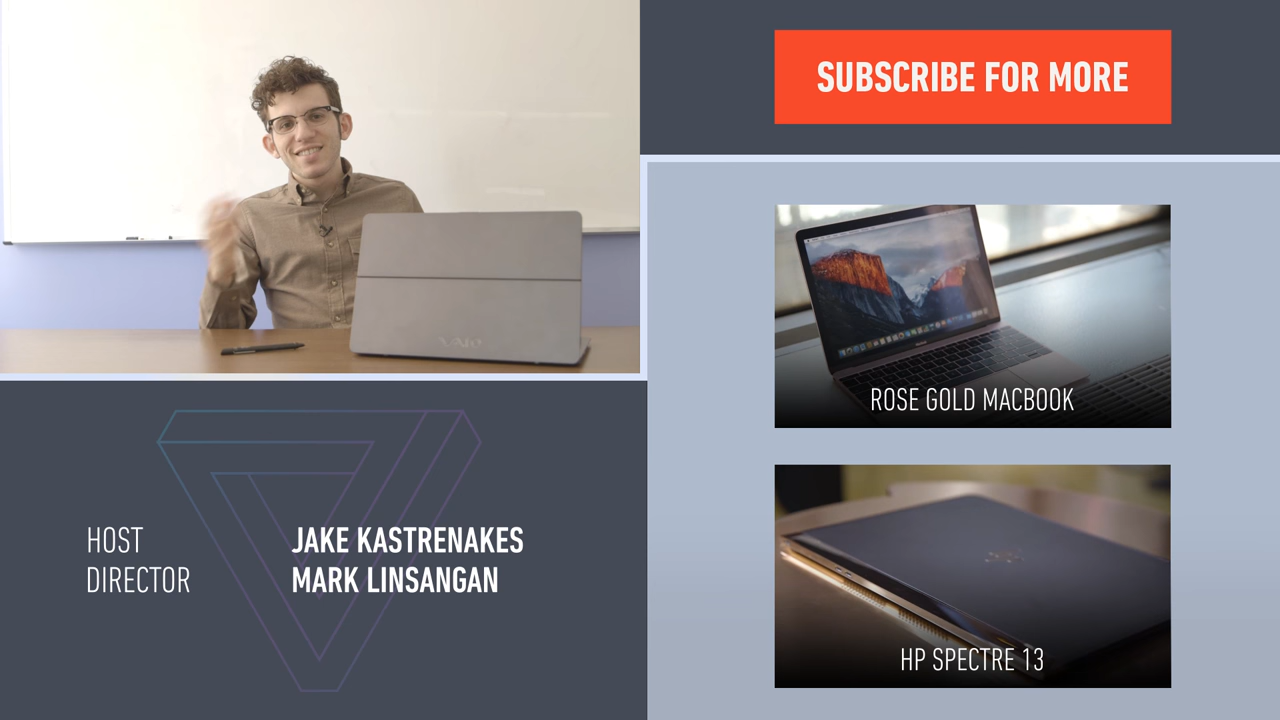 VAIO
HOST JAKE KASTRENAKES
DIRECTOR MARK LINSANGAN
SUBSCRIBE FOR MORE
ROSE GOLD MACBOOK
HP SPECTRE 13